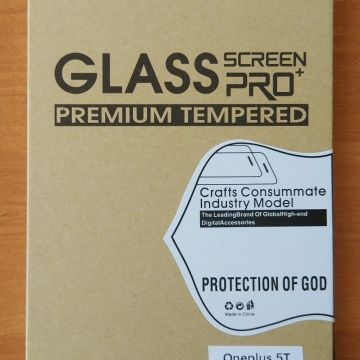 GLASS SCREEN
PRO+
PREMIUM TEMPERED
Crafts Consummate
Industry Model
The LeadingBrand Of GlobalHigh-end
DigitalAccessories
PROTECTION OF GOD
Made in China
Oneplus 5T